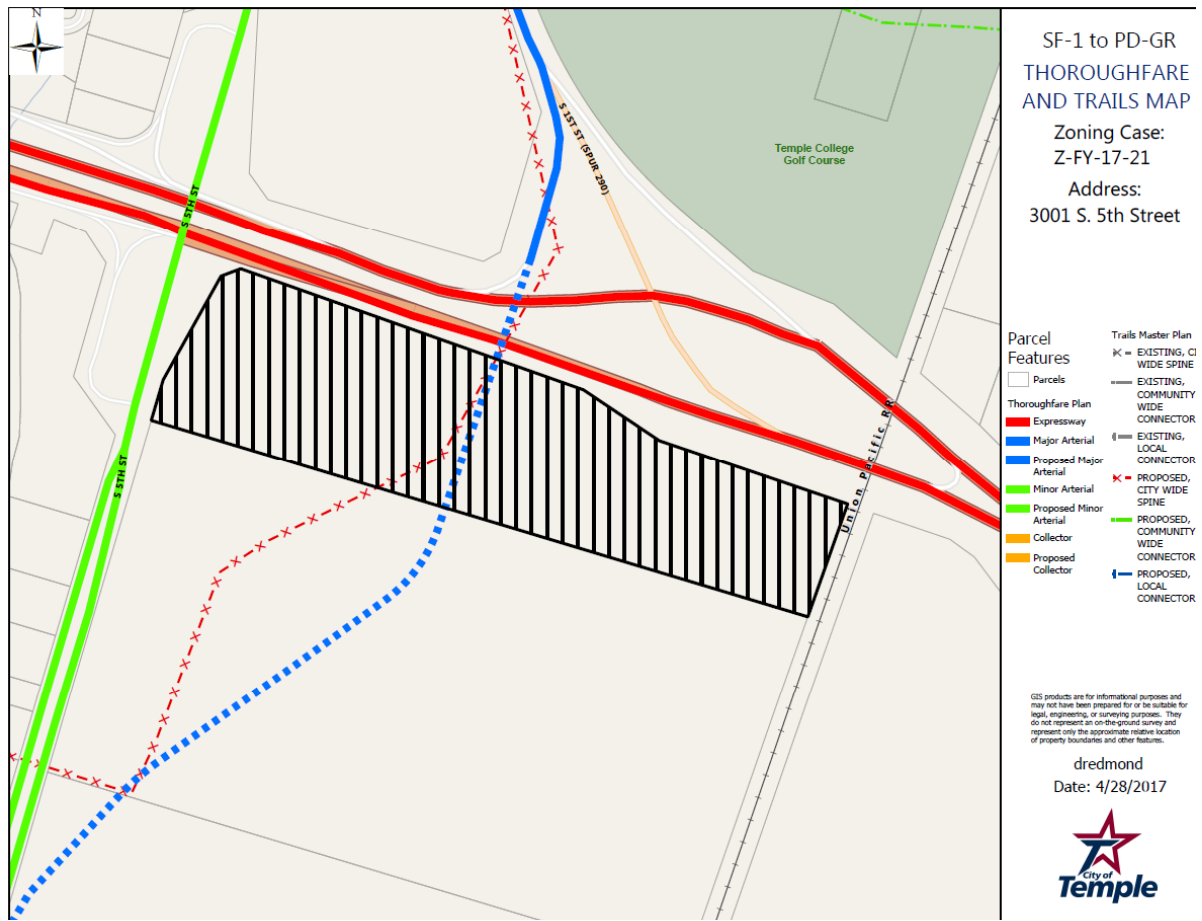 N
SF-1 to PD-GR
THOROUGHFARE
AND TRAILS MAP
Zoning Case:
Z-FY-17-21
Address:
3001 S. 5th Street
S 5TH ST
S 5TH ST
S 1ST ST (SPUR 290)
Temple College
Golf Course
Union Pacific RR
Parcel
Features
Parcels
Thoroughfare Plan
Expressway
Major Arterial
Proposed Major
Arterial
Minor Arterial
Proposed Minor
Arterial
Collector
Proposed
Collector
Trails Master Plan
EXISTING, CI
WIDE SPINE
EXISTING,
COMMUNITY
WIDE
CONNECTOR
EXISTING,
LOCAL
CONNECTOR
PROPOSED,
CITY WIDE
SPINE
PROPOSED,
COMMUNITY
WIDE
CONNECTOR
PROPOSED,
LOCAL
CONNECTOR
GIS products are for informational purposes and
may not have been prepared for or be suitable for
legal, engineering, or surveying purposes. They
do not represent an on-the-ground survey and
represent only the approximate relative location
of property boundaries and other features.
dredmond
Date: 4/28/2017
City of
Temple